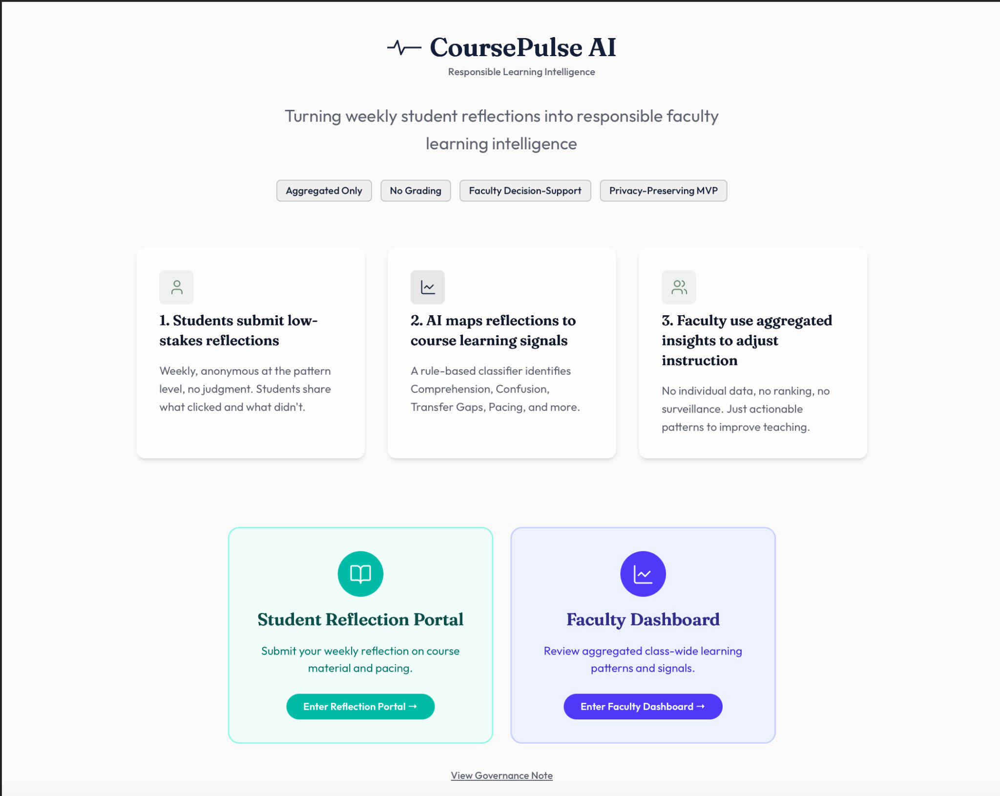 CoursePulse AI
Responsible Learning Intelligence
Turning weekly student reflections into responsible faculty
learning intelligence
Aggregated Only
No Grading
Faculty Decision-Support
Privacy-Preserving MVP
1. Students submit low-
stakes reflections
Weekly, anonymous at the pattern
level, no judgment. Students share
what clicked and what didn't.
2. AI maps reflections to
course learning signals
A rule-based classifier identifies
Comprehension, Confusion,
Transfer Gaps, Pacing, and more.
3. Faculty use aggregated
insights to adjust
instruction
No individual data, no ranking, no
surveillance. Just actionable
patterns to improve teaching.
Student Reflection Portal
Submit your weekly reflection on course
material and pacing.
Enter Reflection Portal →
Faculty Dashboard
Review aggregated class-wide learning
patterns and signals.
Enter Faculty Dashboard →
View Governance Note